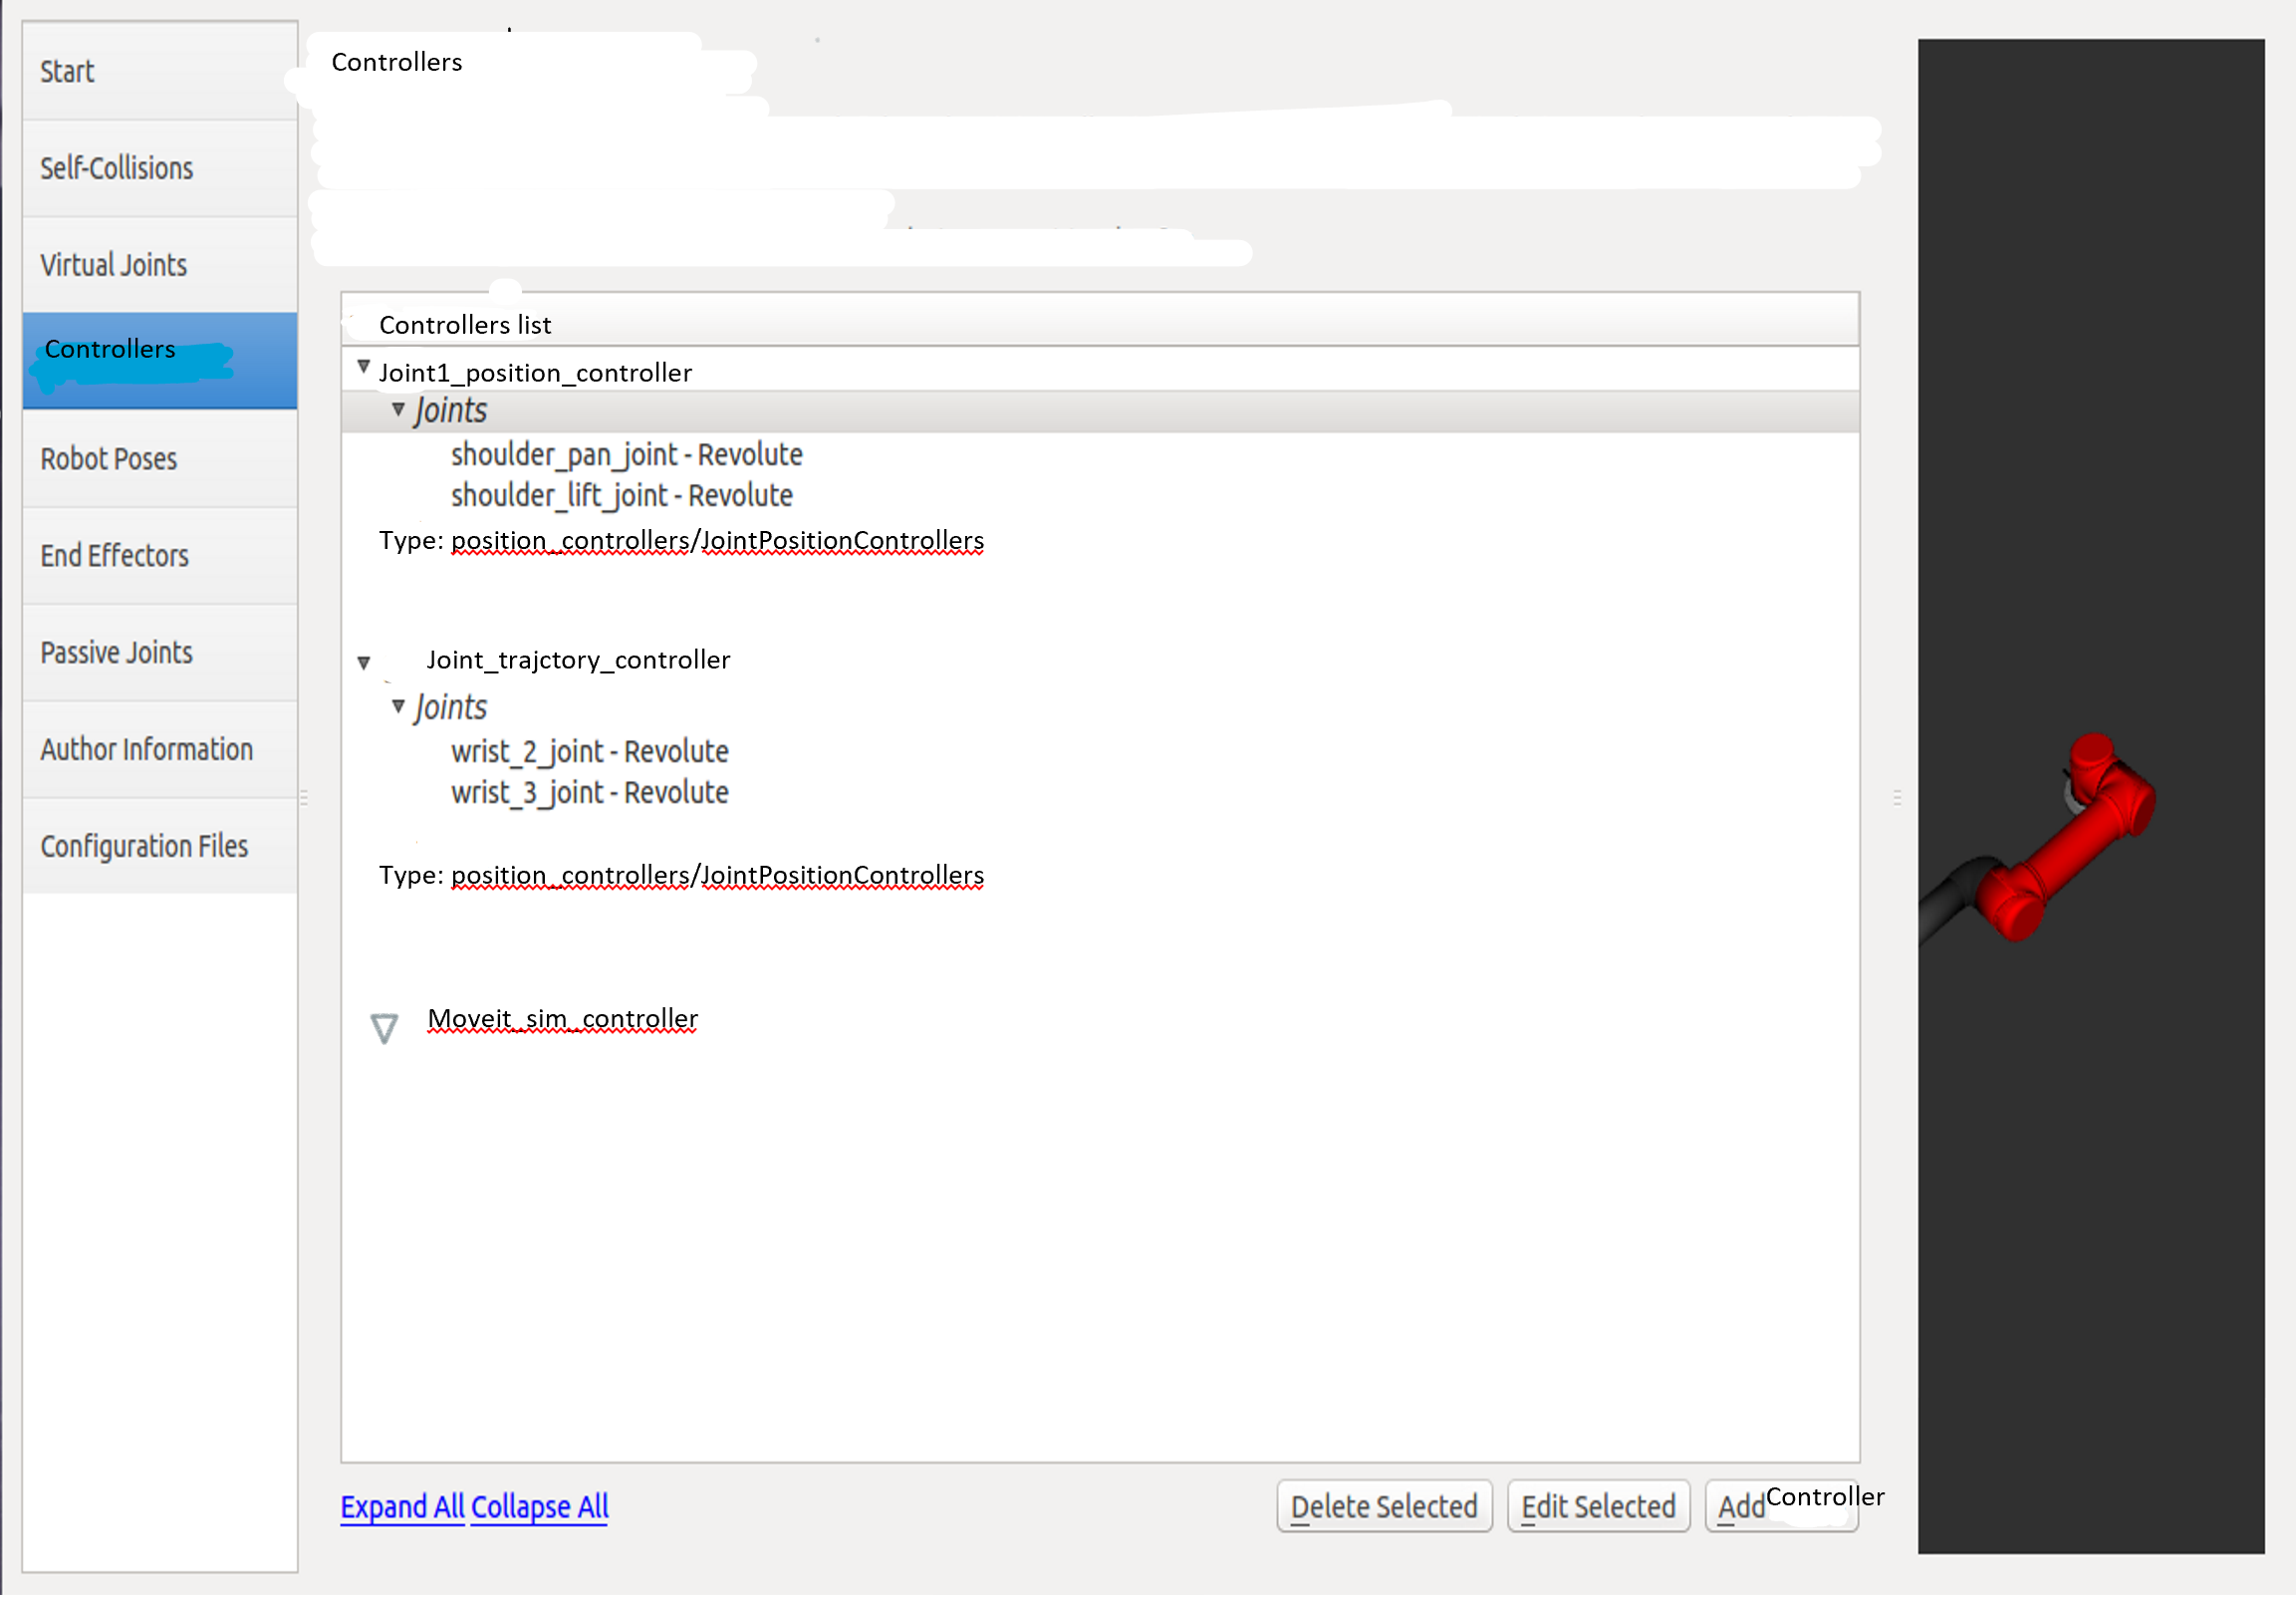 Start
Self-Collisions
Virtual Joints
Controllers
Robot Poses
End Effectors
Passive Joints
Author Information
Configuration Files
Controllers
Controllers list
Joint1_position_controller
Joints
shoulder_pan_joint - Revolute
shoulder_lift_joint - Revolute
Type: position_controllers/JointPositionControllers
Joint_trajctory_controller
Joints
wrist_2_joint - Revolute
wrist_3_joint - Revolute
Type: position_controllers/JointPositionControllers
Moveit_sim_controller
Expand All Collapse All
Delete Selected
Edit Selected
Add Controller